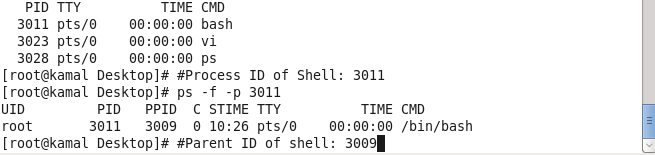 PID TTY          TIME CMD
3011 pts/0    00:00:00 bash
3023 pts/0    00:00:00 vi
3028 pts/0    00:00:00 ps
[root@kamal Desktop]# #Process ID of Shell: 3011
[root@kamal Desktop]# ps -f -p 3011
UID        PID  PPID  C STIME TTY          TIME CMD
root      3011  3009  0 10:26 pts/0    00:00:00 /bin/bash
[root@kamal Desktop]# #Parent ID of shell: 3009